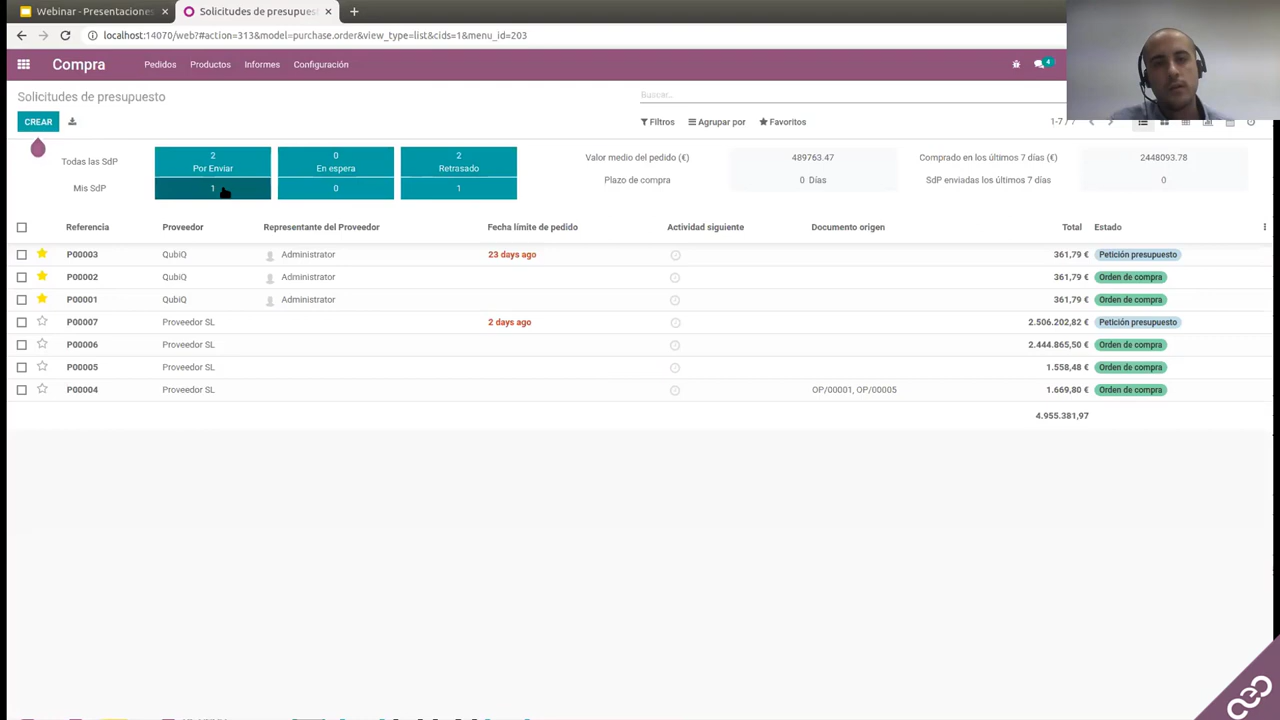 Webinar - Presentaciones × Solicitudes de presupuest × +
localhost:14070/web?#action=313&model=purchase.order&view_type=list&cids=1&menu_id=203
Compra Pedidos Productos Informes Configuración 4
Solicitudes de presupuesto Buscar...
CREAR Filtros Agrupar por Favoritos 1-7 / 7
Todas las SdP 2 Por Enviar 0 En espera 2 Retrasado Valor medio del pedido (€) 489763.47 Comprado en los últimos 7 días (€) 2448093.78
Mis SdP 1 0 1 Plazo de compra 0 Días SdP enviadas los últimos 7 días 0
Referencia Proveedor Representante del Proveedor Fecha límite de pedido Actividad siguiente Documento origen Total Estado
P00003 QubiQ Administrator 23 days ago 361,79 € Petición presupuesto
P00002 QubiQ Administrator 361,79 € Orden de compra
P00001 QubiQ Administrator 361,79 € Orden de compra
P00007 Proveedor SL 2 days ago 2.506.202,82 € Petición presupuesto
P00006 Proveedor SL 2.444.865,50 € Orden de compra
P00005 Proveedor SL 1.558,48 € Orden de compra
P00004 Proveedor SL OP/00001, OP/00005 1.669,80 € Orden de compra
4.955.381,97